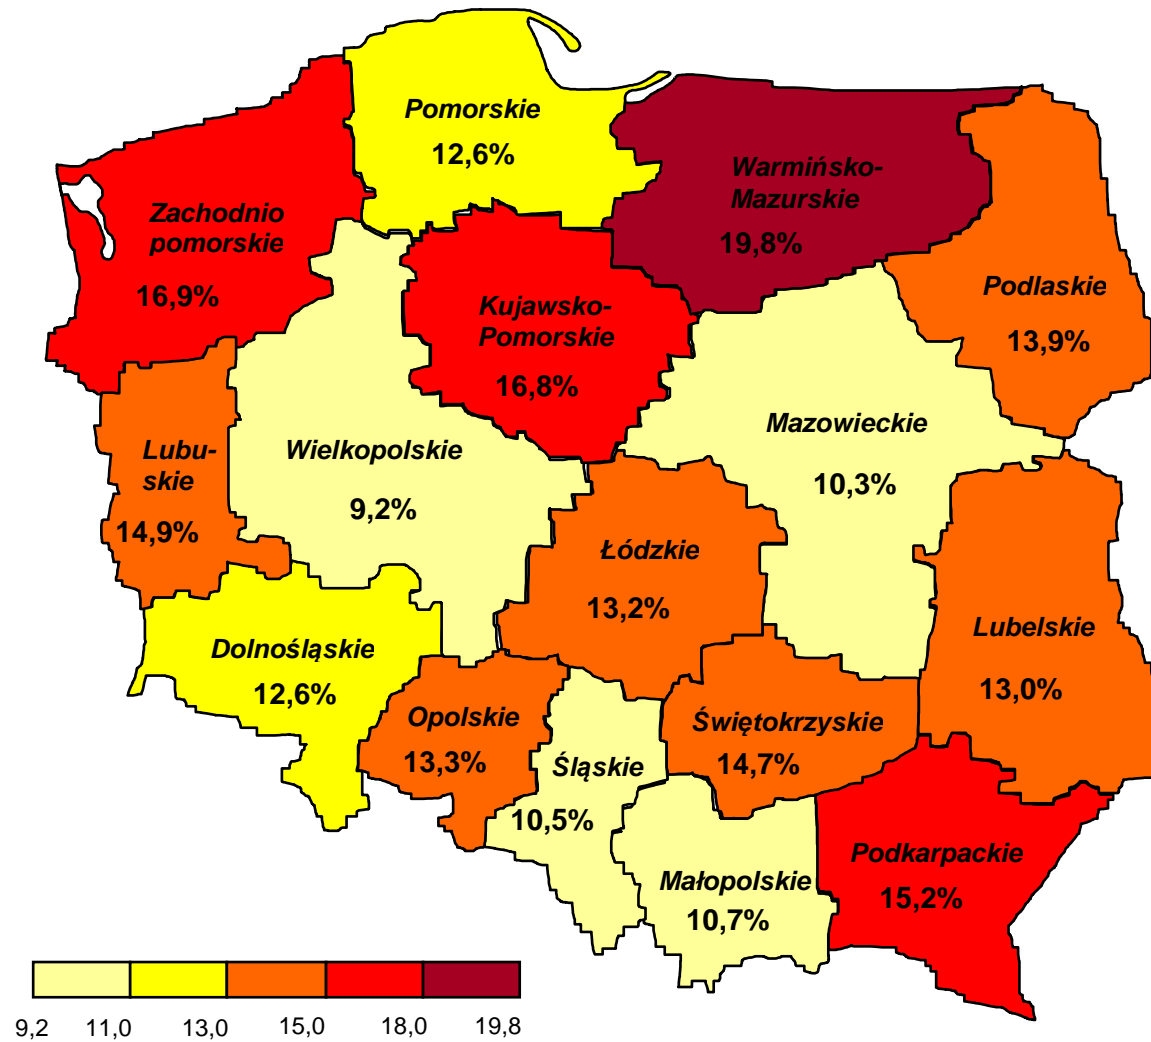 Pomorskie
12,6%
Warmińsko-
Mazurskie
19,8%
Zachodnio
pomorskie
16,9%
Podlaskie
13,9%
Kujawsko-
Pomorskie
16,8%
Mazowieckie
10,3%
Lubu-
skie
14,9%
Wielkopolskie
9,2%
Łódzkie
13,2%
Lubelskie
13,0%
Dolnośląskie
12,6%
Opolskie
13,3%
Świętokrzyskie
14,7%
Śląskie
10,5%
Małopolskie
10,7%
Podkarpackie
15,2%
9,2 11,0 13,0 15,0 18,0 19,8